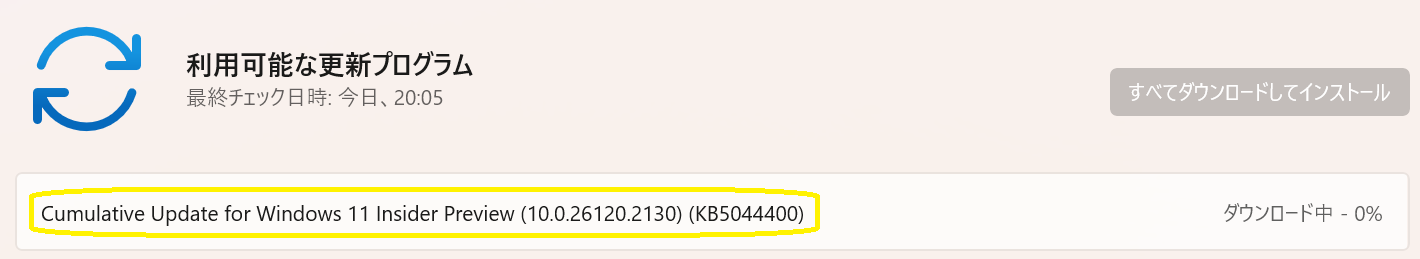 利用可能な更新プログラム
最終チェック日時: 今日、20:05
すべてダウンロードしてインストール
Cumulative Update for Windows 11 Insider Preview (10.0.26120.2130) (KB5044400)
ダウンロード中 - 0%